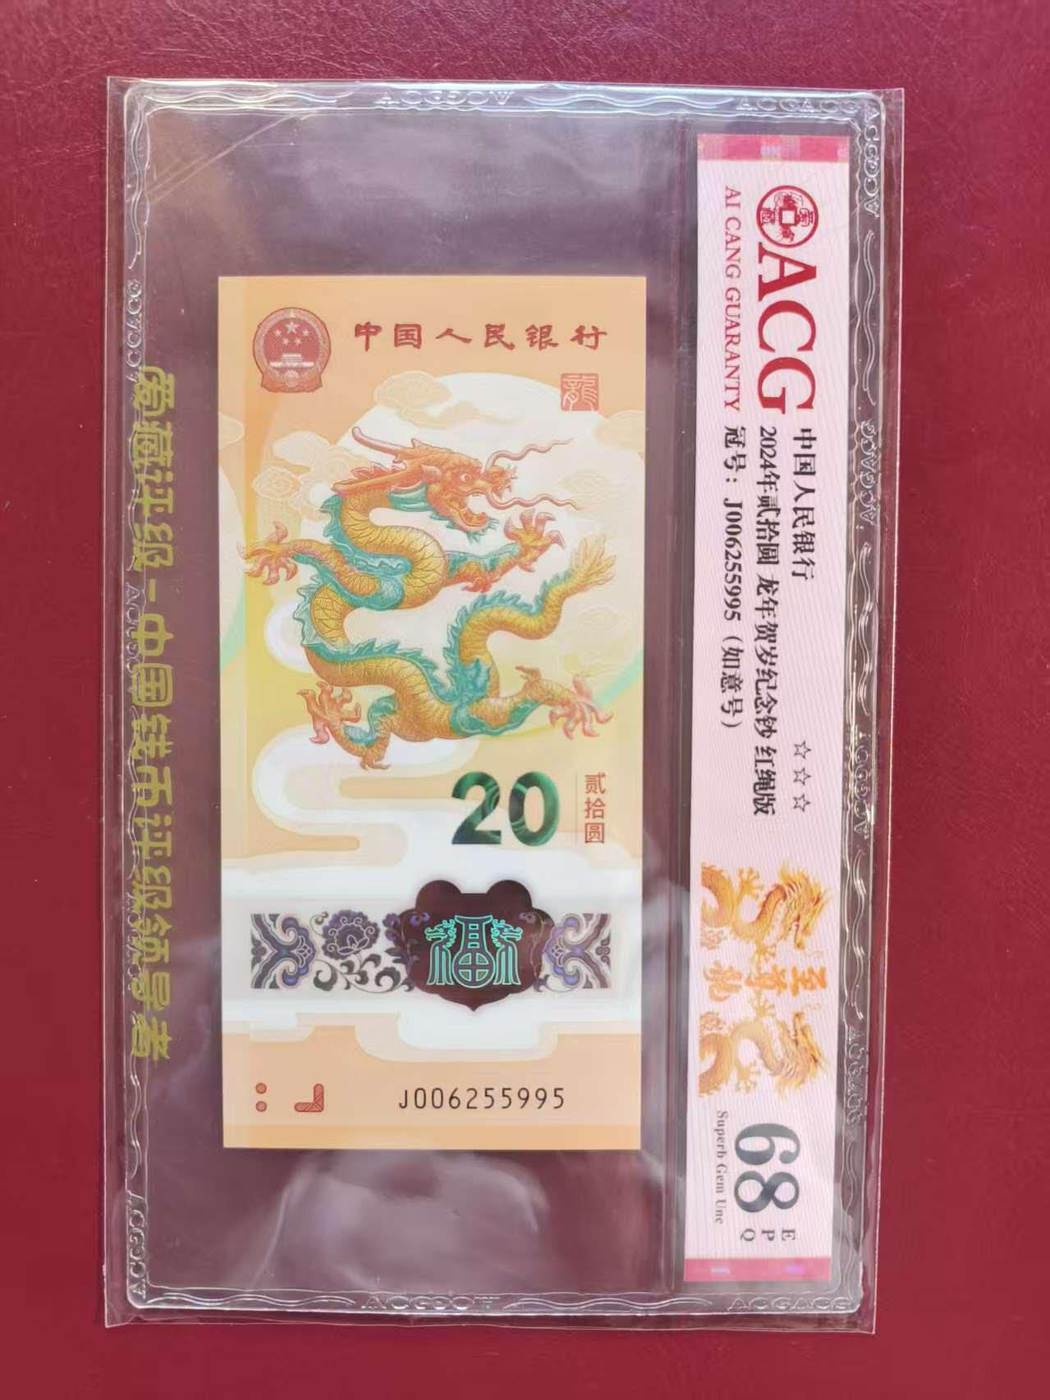 中国人民银行
龍
20
贰拾圆
福
J006255995
ACG
AI CANG GUARANTY
中国人民银行 ☆☆☆
2024年贰拾圆 龙年贺岁纪念钞 红绳版
冠号：J006255995（如意号）
至尊龙
68
E
P
Q
Superb Gem Unc
爱藏评级-中国钱币评级领导者